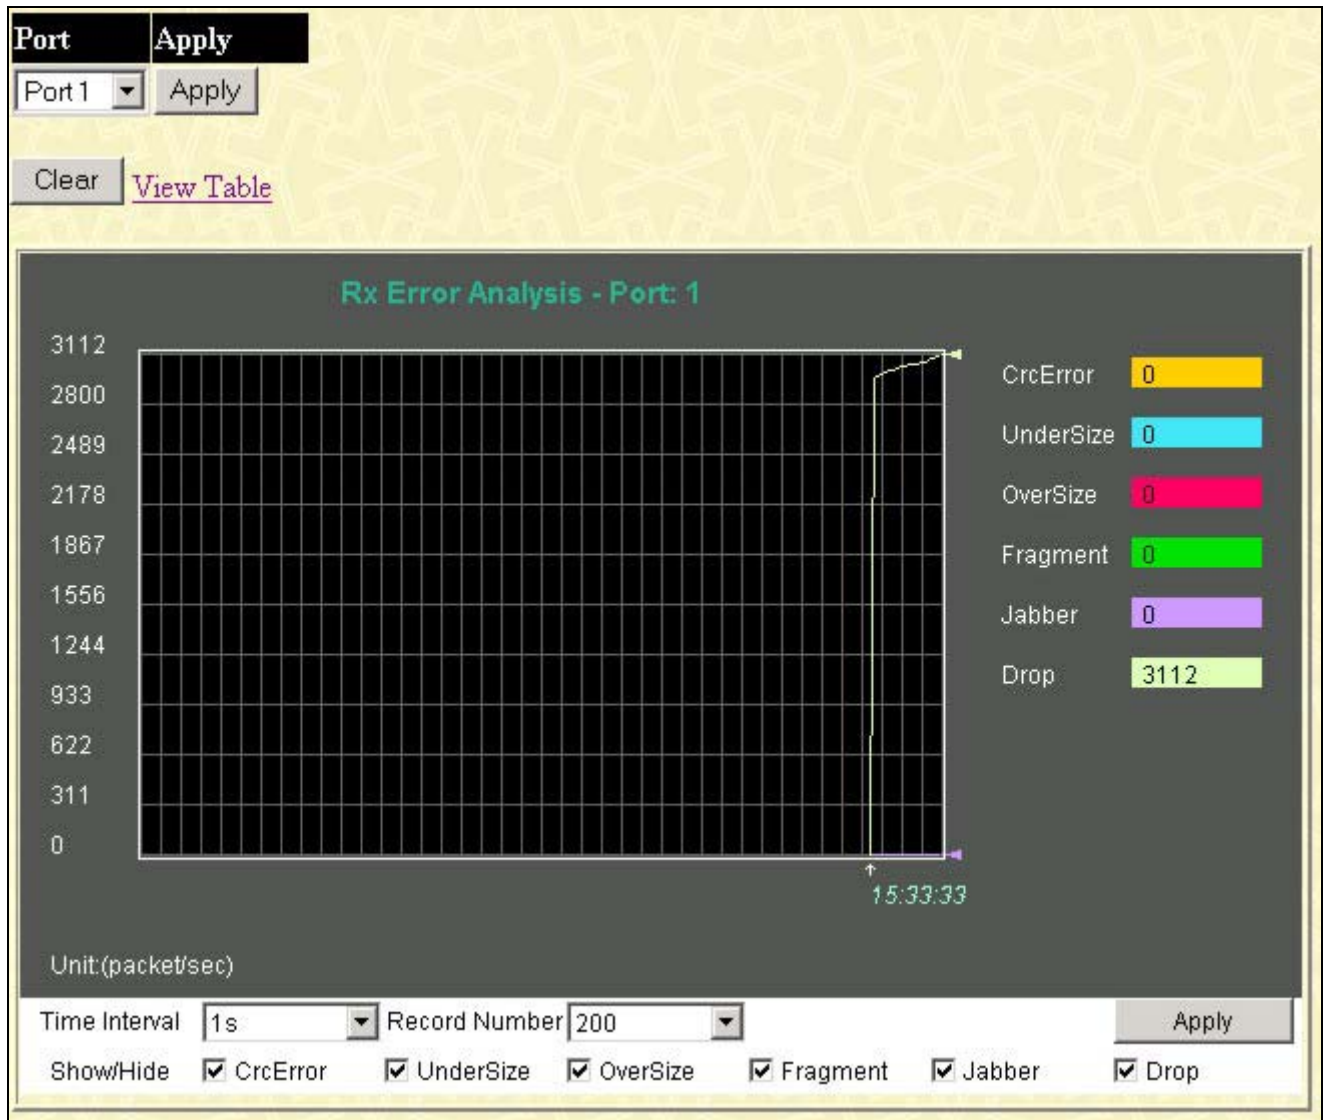 Port Apply
Port 1 Apply
Clear View Table
Rx Error Analysis - Port: 1
3112
2800
2489
2178
1867
1556
1244
933
622
311
0
15:33:33
CrcError 0
UnderSize 0
OverSize 0
Fragment 0
Jabber 0
Drop 3112
Unit:(packet/sec)
Time Interval 1s Record Number 200 Apply
Show/Hide CrcError UnderSize OverSize Fragment Jabber Drop